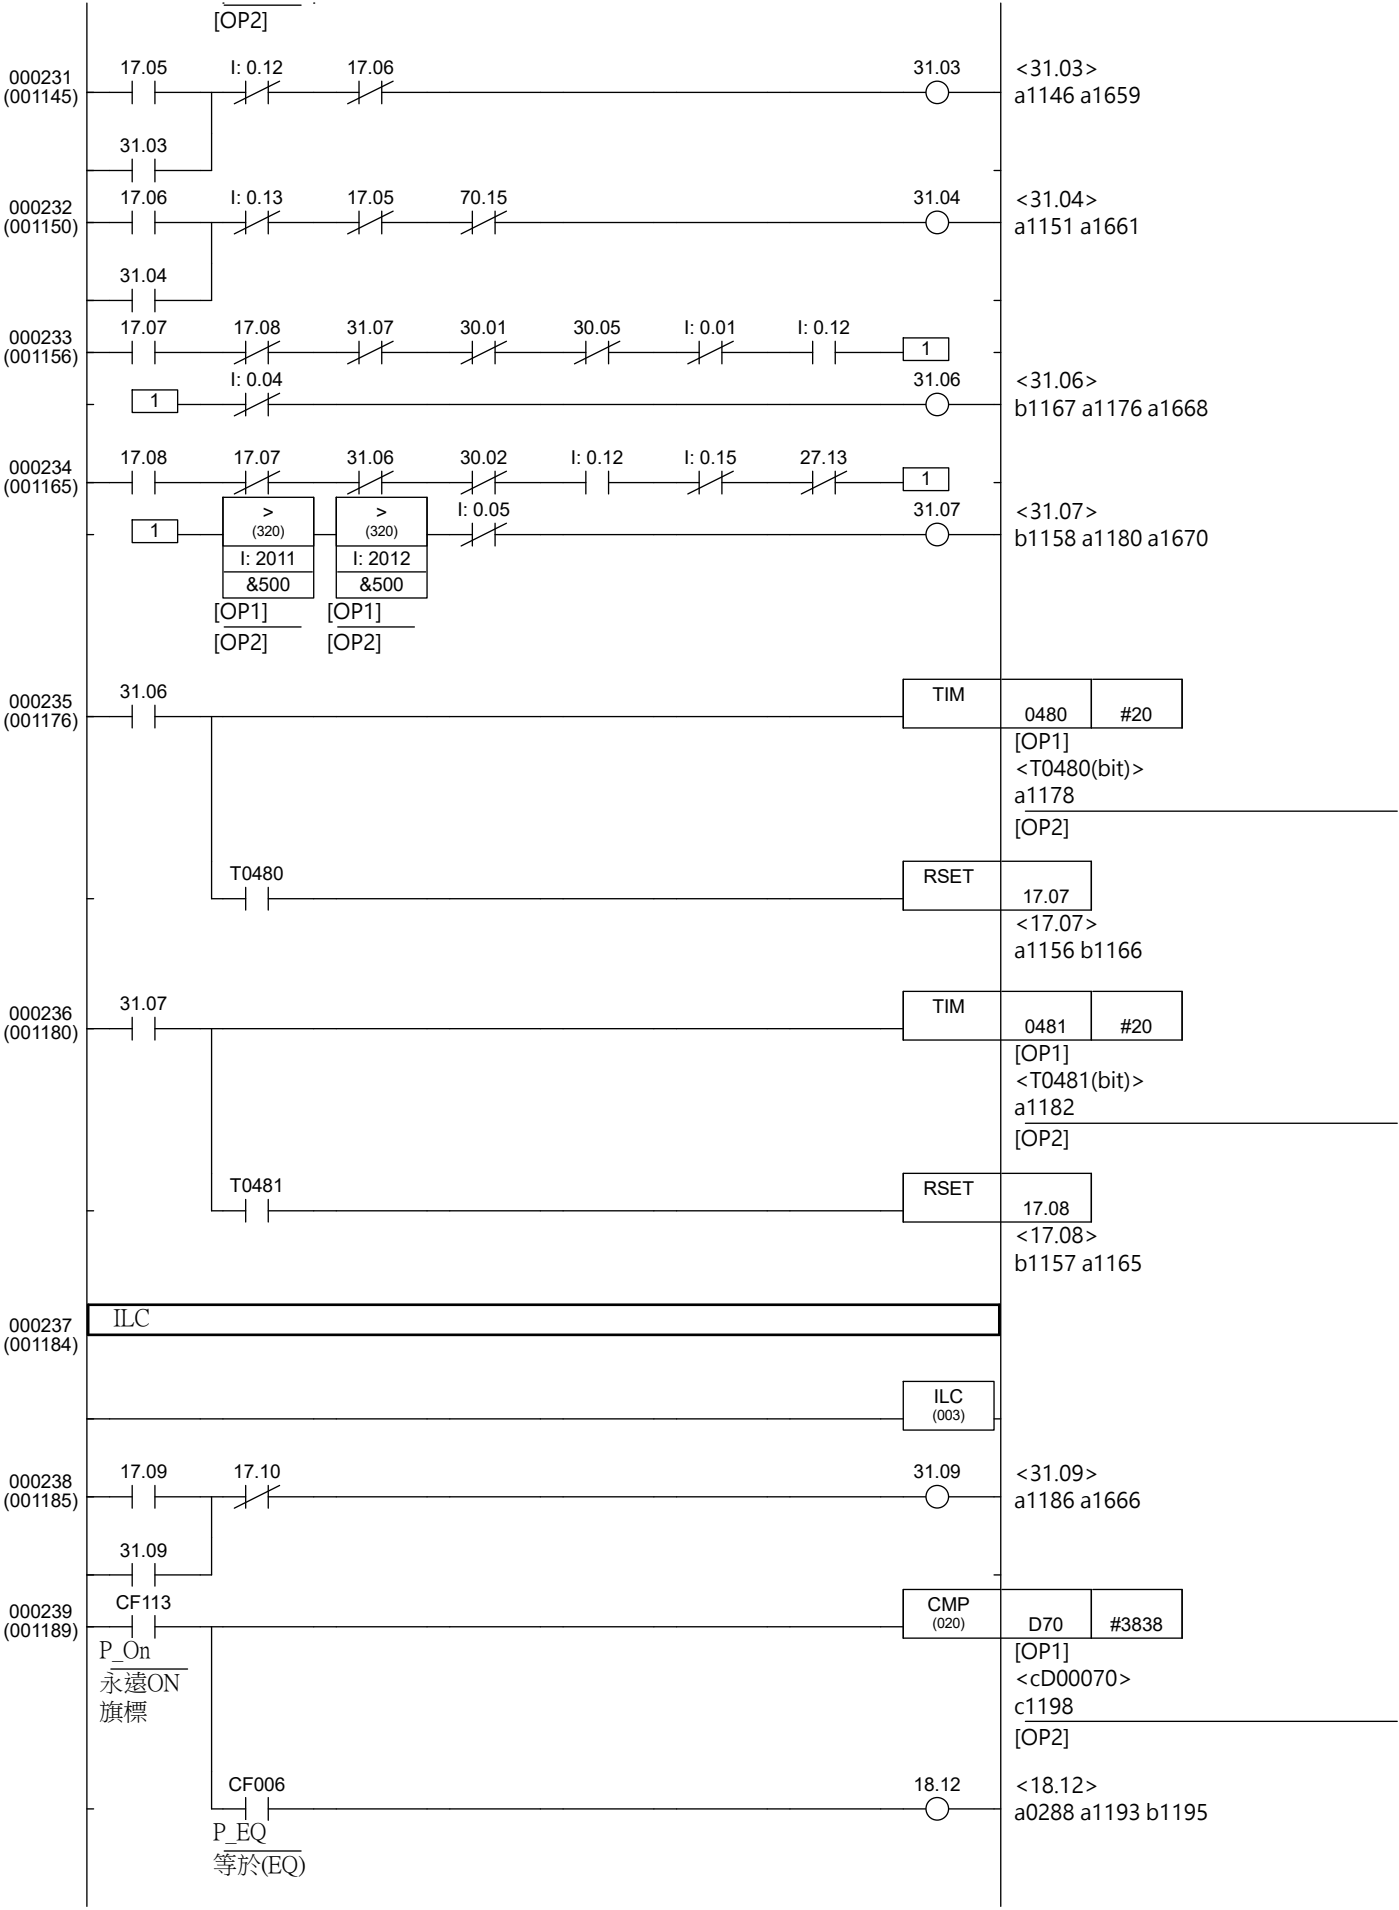 [OP2]
000231
(001145)
17.05 I: 0.12 17.06 31.03 <31.03>
a1146 a1659
31.03
000232
(001150)
17.06 I: 0.13 17.05 70.15 31.04 <31.04>
a1151 a1661
31.04
000233
(001156)
17.07 17.08 31.07 30.01 30.05 I: 0.01 I: 0.12
1
I: 0.04 31.06 <31.06>
1 b1167 a1176 a1668
000234
(001165)
17.08 17.07 31.06 30.02 I: 0.12 I: 0.15 27.13
1
1 > > I: 0.05 31.07 <31.07>
(320) (320) b1158 a1180 a1670
I: 2011 I: 2012
&500 &500
[OP1] [OP1]
[OP2] [OP2]
000235
(001176)
31.06 TIM
0480 #20
[OP1]
<T0480(bit)>
a1178
[OP2]
T0480 RSET
17.07
<17.07>
a1156 b1166
000236
(001180)
31.07 TIM
0481 #20
[OP1]
<T0481(bit)>
a1182
[OP2]
T0481 RSET
17.08
<17.08>
b1157 a1165
000237
(001184)
ILC
ILC
(003)
000238
(001185)
17.09 17.10 31.09 <31.09>
a1186 a1666
31.09
000239
(001189)
CF113 CMP
(020) D70 #3838
P_On [OP1]
永遠ON <cD00070>
旗標 c1198
[OP2]
CF006 18.12 <18.12>
a0288 a1193 b1195
P_EQ
等於(EQ)